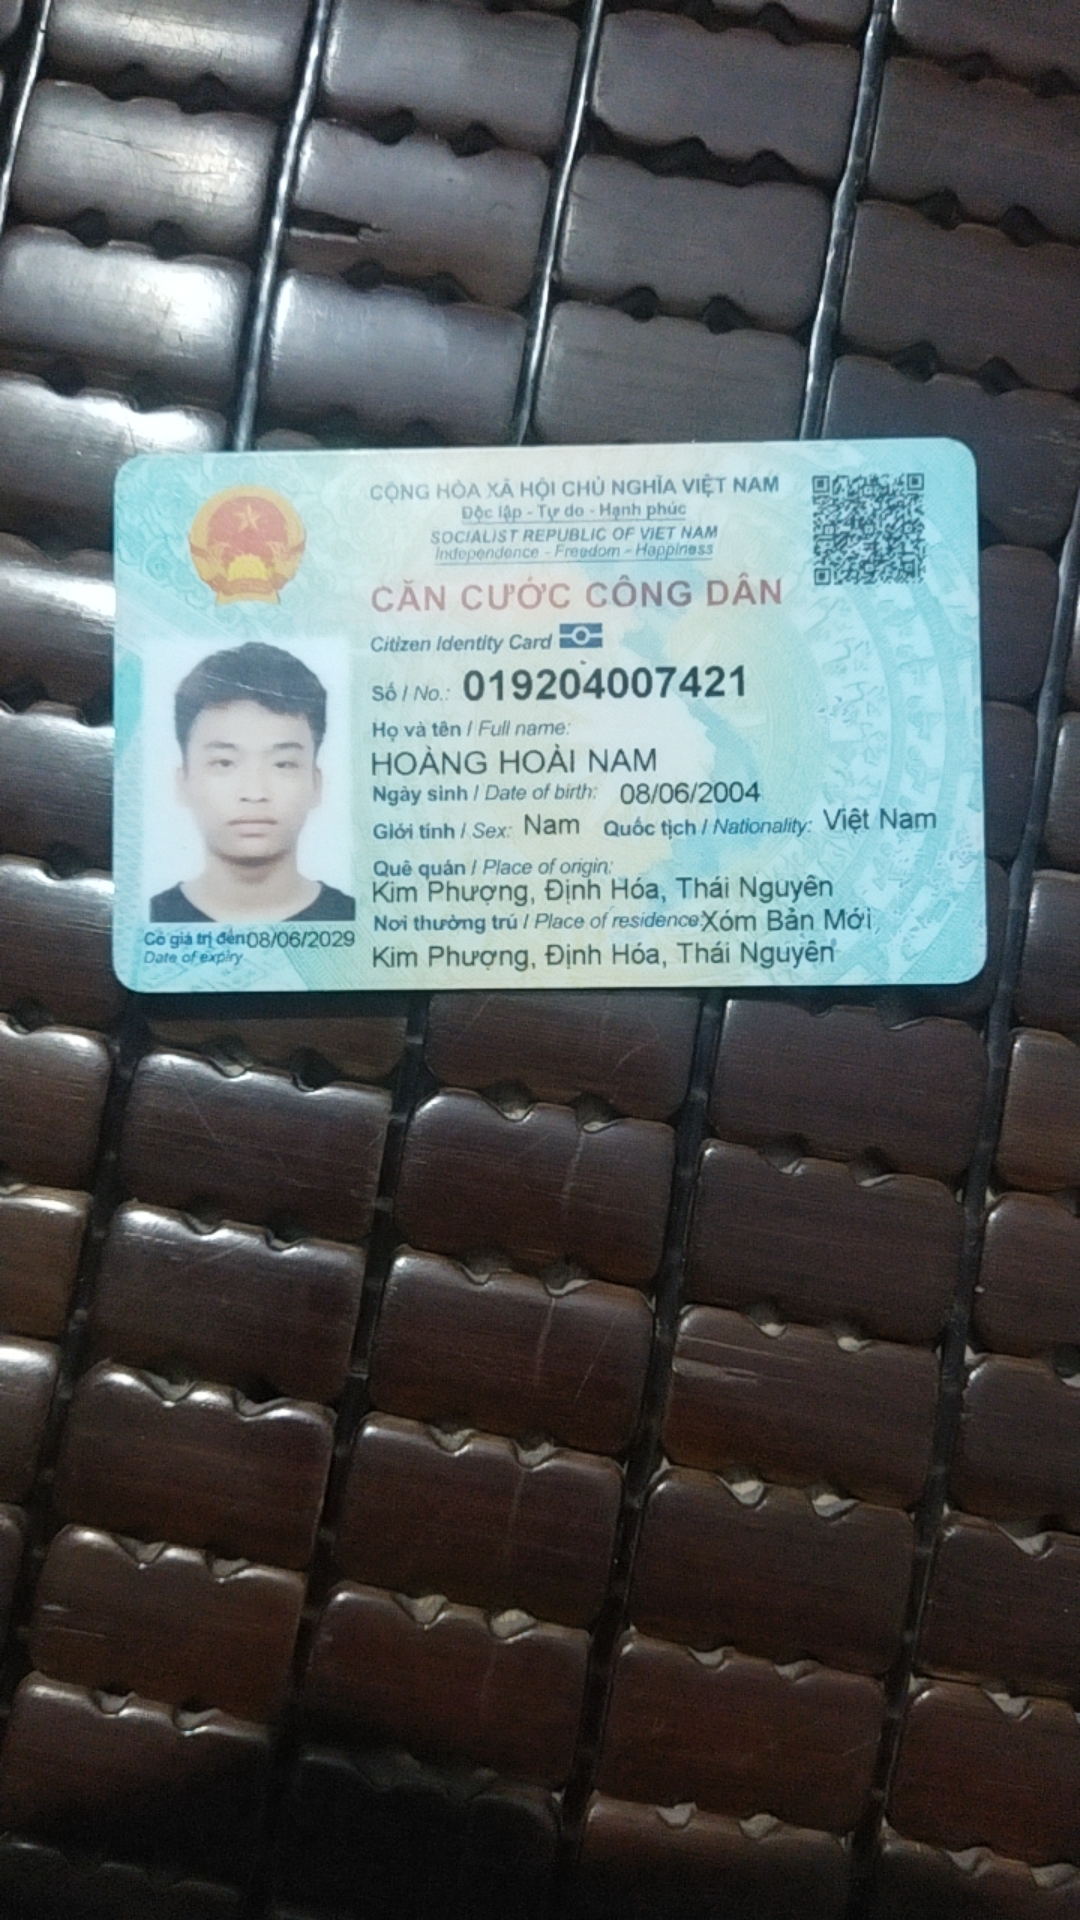 CỘNG HÒA XÃ HỘI CHỦ NGHĨA VIỆT NAM
Độc lập - Tự do - Hạnh phúc
SOCIALIST REPUBLIC OF VIET NAM
Independence - Freedom - Happiness
CĂN CƯỚC CÔNG DÂN
Citizen Identity Card
Số / No.: 019204007421
Họ và tên / Full name:
HOÀNG HOÀI NAM
Ngày sinh / Date of birth: 08/06/2004
Giới tính / Sex: Nam Quốc tịch / Nationality: Việt Nam
Quê quán / Place of origin:
Kim Phượng, Định Hóa, Thái Nguyên
Nơi thường trú / Place of residence: Xóm Bản Mới
Kim Phượng, Định Hóa, Thái Nguyên
Có giá trị đến: 08/06/2029
Date of expiry